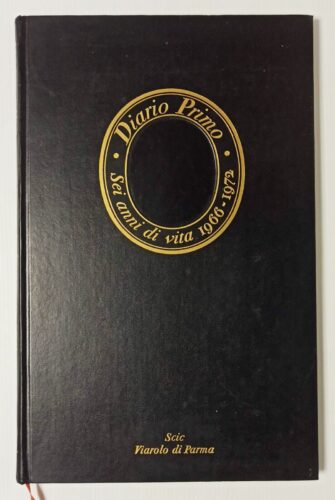 Diario Primo
Sei anni di vita 1966-1972
Scic
Viarolo di Parma